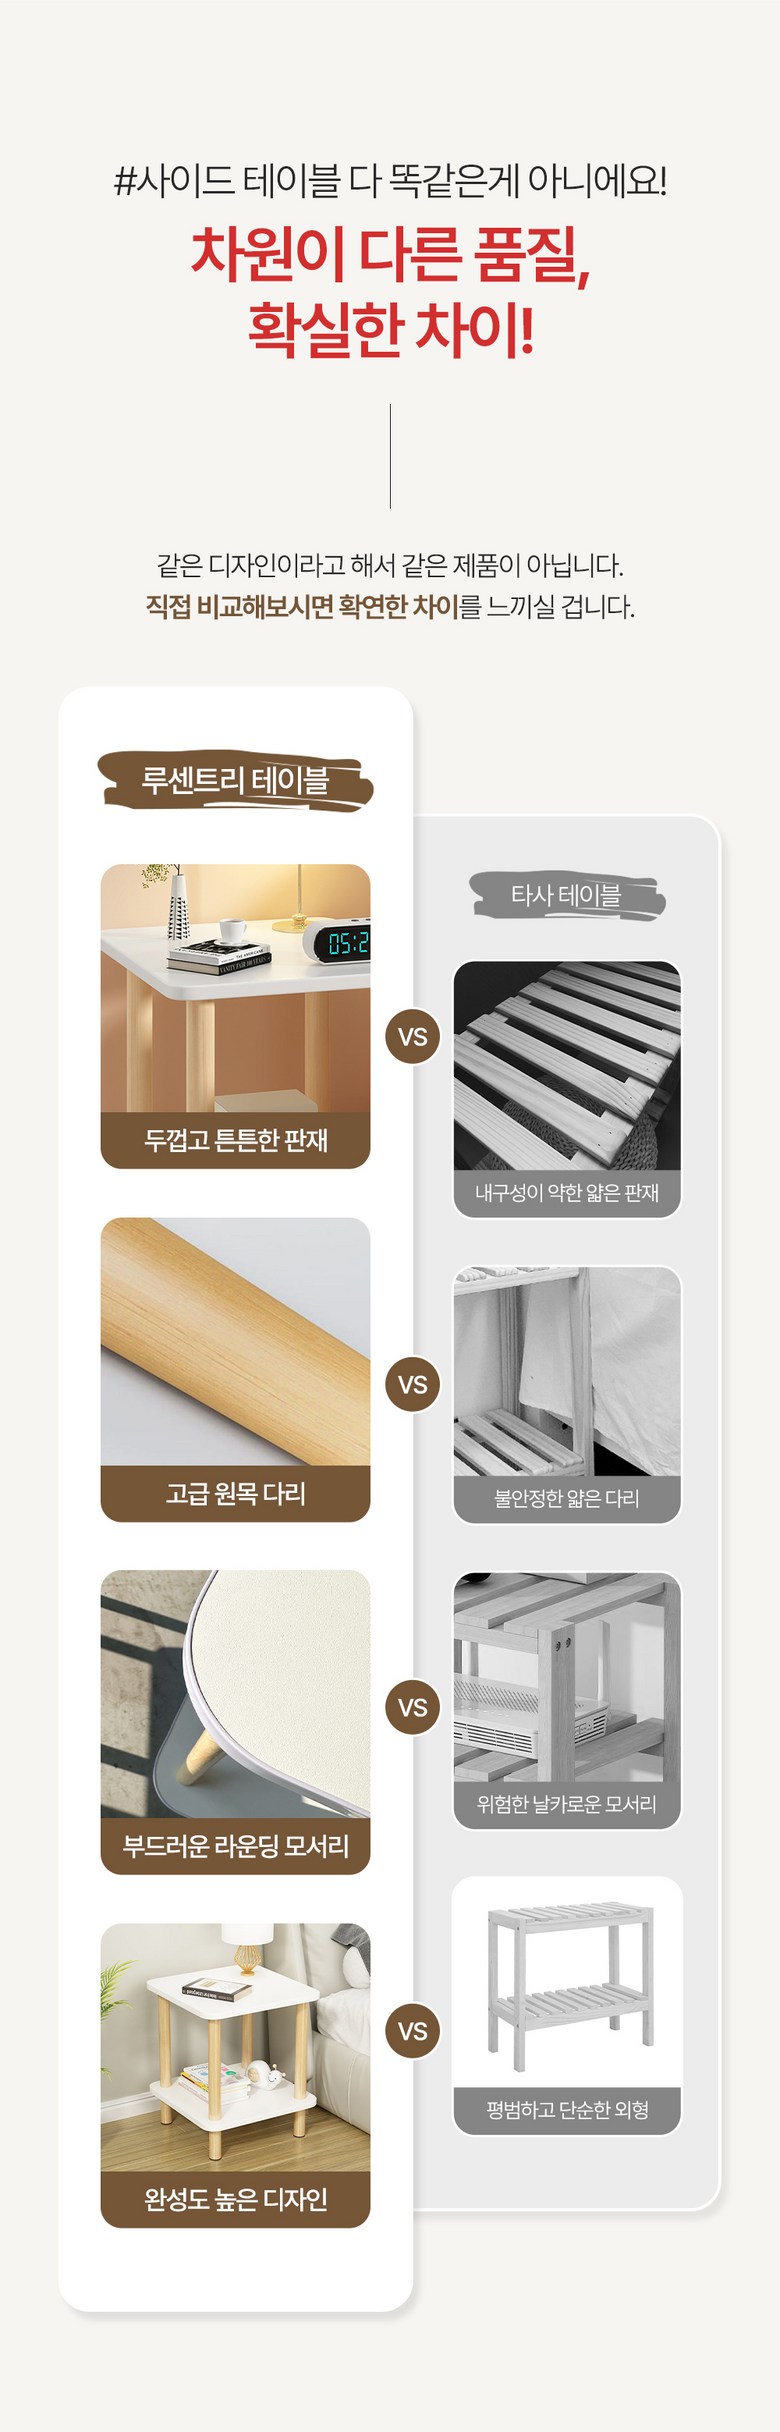 #사이드 테이블 다 똑같은게 아니에요!
차원이 다른 품질,
확실한 차이!
같은 디자인이라고 해서 같은 제품이 아닙니다.
직접 비교해보시면 확연한 차이를 느끼실 겁니다.
루센트리 테이블
타사 테이블
05:2
THE AMERICANS
VANITY FAIR 100 YEARS
두껍고 튼튼한 판재
VS
내구성이 약한 얇은 판재
고급 원목 다리
VS
불안정한 얇은 다리
부드러운 라운딩 모서리
VS
위험한 날카로운 모서리
완성도 높은 디자인
VS
평범하고 단순한 외형